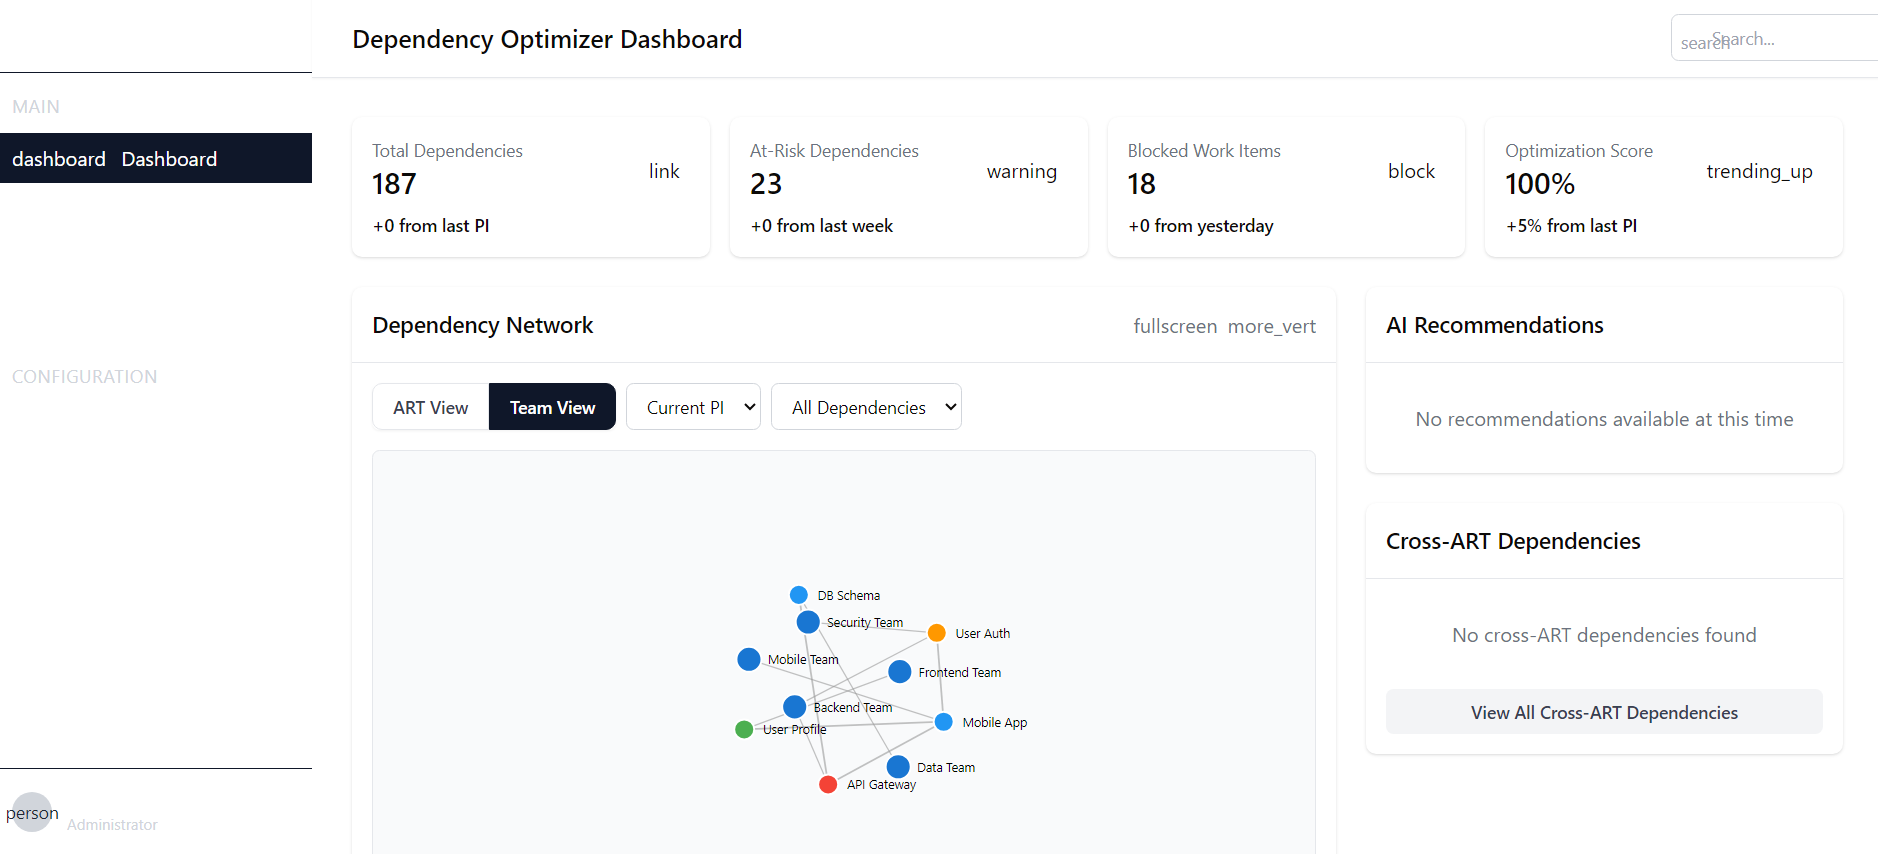 Dependency Optimizer Dashboard
search
Search...
MAIN
dashboard Dashboard
CONFIGURATION
person
Administrator
Total Dependencies
187
link
+0 from last PI
At-Risk Dependencies
23
warning
+0 from last week
Blocked Work Items
18
block
+0 from yesterday
Optimization Score
100%
trending_up
+5% from last PI
Dependency Network
fullscreen more_vert
ART View
Team View
Current PI
All Dependencies
DB Schema
Security Team
User Auth
Mobile Team
Frontend Team
Backend Team
Mobile App
User Profile
Data Team
API Gateway
AI Recommendations
No recommendations available at this time
Cross-ART Dependencies
No cross-ART dependencies found
View All Cross-ART Dependencies